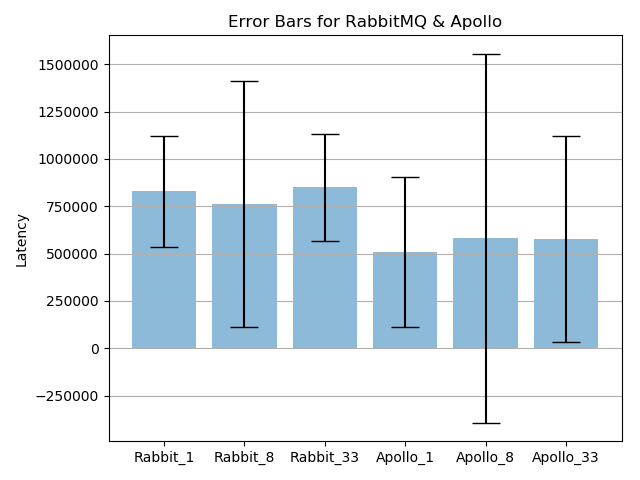 Error Bars for RabbitMQ & Apollo
1500000
1250000
1000000
750000
500000
250000
0
−250000
Latency
Rabbit_1 Rabbit_8 Rabbit_33 Apollo_1 Apollo_8 Apollo_33